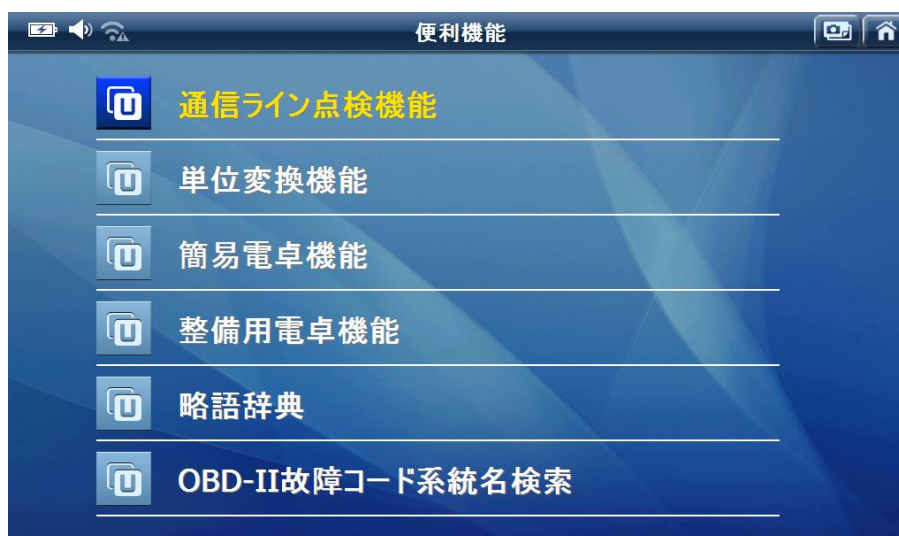 便利機能
通信ライン点検機能
単位変換機能
簡易電卓機能
整備用電卓機能
略語辞典
OBD-II故障コード系統名検索